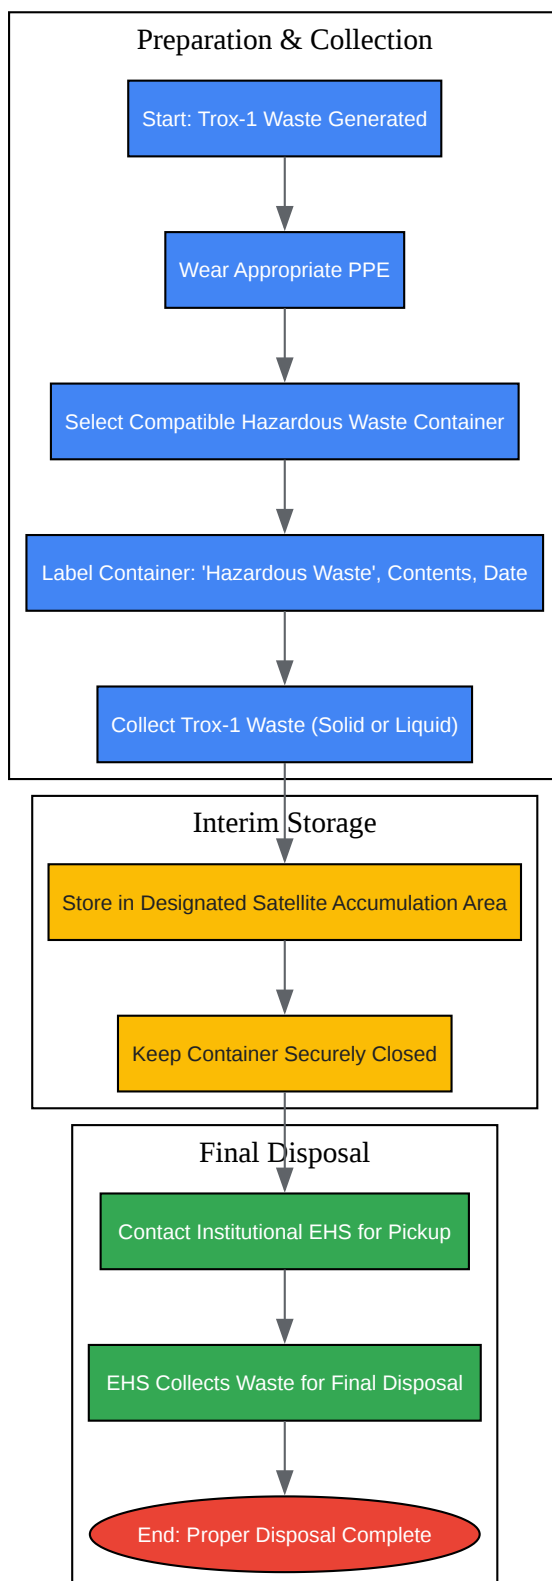 Preparation & Collection
Start: Trox-1 Waste Generated
Wear Appropriate PPE
Select Compatible Hazardous Waste Container
Label Container: 'Hazardous Waste', Contents, Date
Collect Trox-1 Waste (Solid or Liquid)
Interim Storage
Store in Designated Satellite Accumulation Area
Keep Container Securely Closed
Final Disposal
Contact Institutional EHS for Pickup
EHS Collects Waste for Final Disposal
End: Proper Disposal Complete